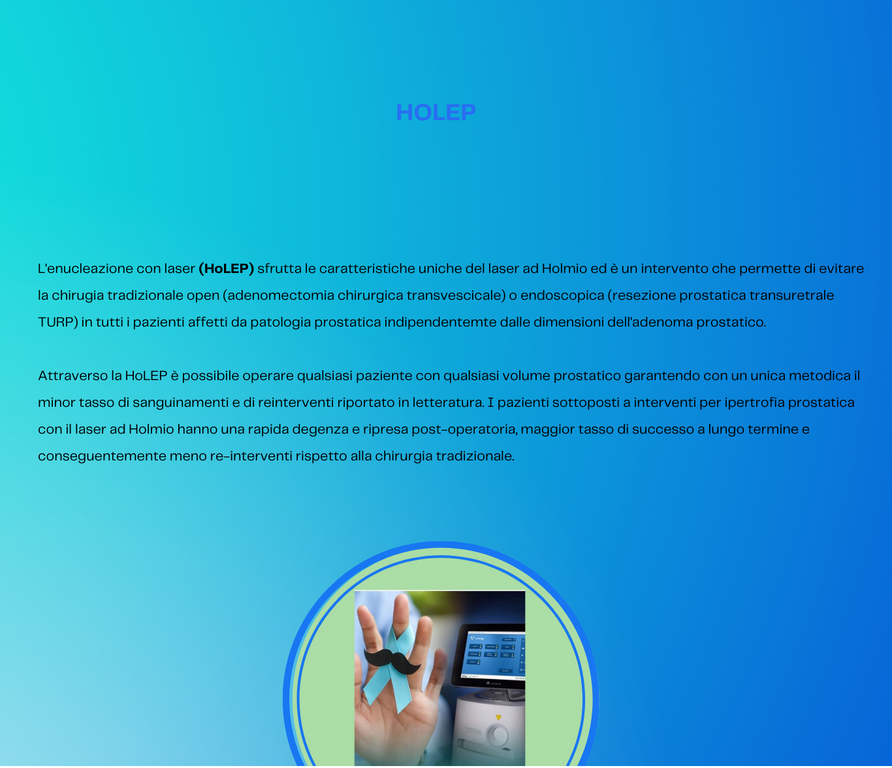 HOLEP
L'enucleazione con laser (HoLEP) sfrutta le caratteristiche uniche del laser ad Holmio ed è un intervento che permette di evitare
la chirugia tradizionale open (adenomectomia chirurgica transvescicale) o endoscopica (resezione prostatica transuretrale
TURP) in tutti i pazienti affetti da patologia prostatica indipendentemte dalle dimensioni dell'adenoma prostatico.
Attraverso la HoLEP è possibile operare qualsiasi paziente con qualsiasi volume prostatico garantendo con un unica metodica il
minor tasso di sanguinamenti e di reinterventi riportato in letteratura. I pazienti sottoposti a interventi per ipertrofia prostatica
con il laser ad Holmio hanno una rapida degenza e ripresa post-operatoria, maggior tasso di successo a lungo termine e
conseguentemente meno re-interventi rispetto alla chirurgia tradizionale.